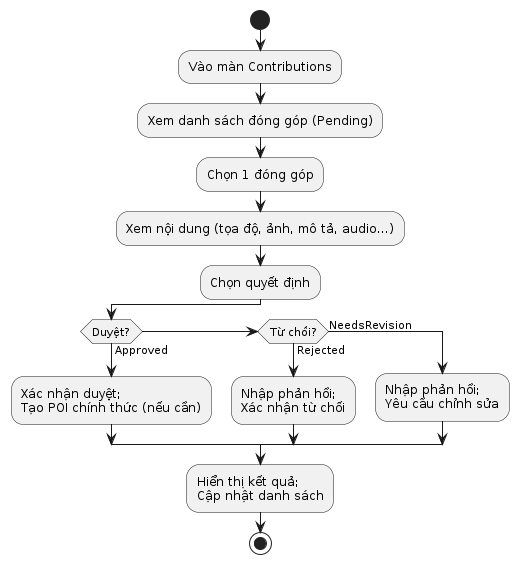 Vào màn Contributions
Xem danh sách đóng góp (Pending)
Chọn 1 đóng góp
Xem nội dung (tọa độ, ảnh, mô tả, audio...)
Chọn quyết định
Duyệt?
Từ chối?
NeedsRevision
Approved
Rejected
Xác nhận duyệt;
Tạo POI chính thức (nếu cần)
Nhập phản hồi;
Xác nhận từ chối
Nhập phản hồi;
Yêu cầu chỉnh sửa
Hiển thị kết quả;
Cập nhật danh sách